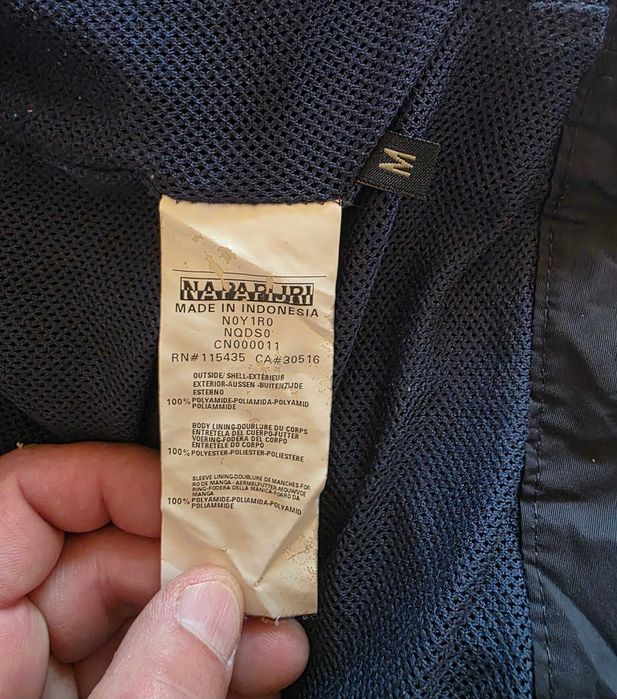 M
NAPAPIJRI
MADE IN INDONESIA
N0Y1R0
NQDS0
CN000011
RN#115435 CA#30516
OUTSIDE/SHELL-EXTÉRIEUR
EXTERIOR-AUSSEN-BUITENZIJDE
ESTERNO
100% POLYAMIDE-POLIAMIDA-POLYAMID
POLIAMMIDE
BODY LINING-DOUBLURE DU CORPS
ENTRETELA DEL CUERPO-FUTTER
VOERING-FODERA DEL CORPO
ENTRETELE DO CORPO
100% POLYESTER-POLIESTER-POLIESTERE
SLEEVE LINING-DOUBLURE DE MANCHES-FOR
RO DE MANGA - AERMELFUTTER-MOUWVOE
RING-FODERA DELLA MANICA-FORRO DA
MANGA
100% POLYAMIDE-POLIAMIDA-POLYAMID
POLIAMMIDE